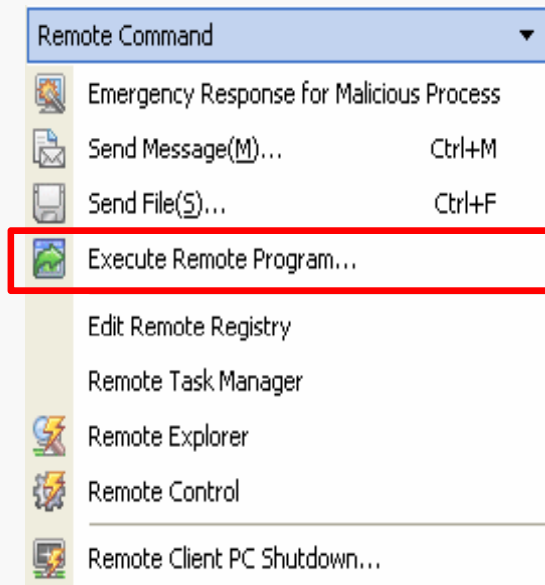 Remote Command
Emergency Response for Malicious Process
Send Message(M)... Ctrl+M
Send File(S)... Ctrl+F
Execute Remote Program...
Edit Remote Registry
Remote Task Manager
Remote Explorer
Remote Control
Remote Client PC Shutdown...